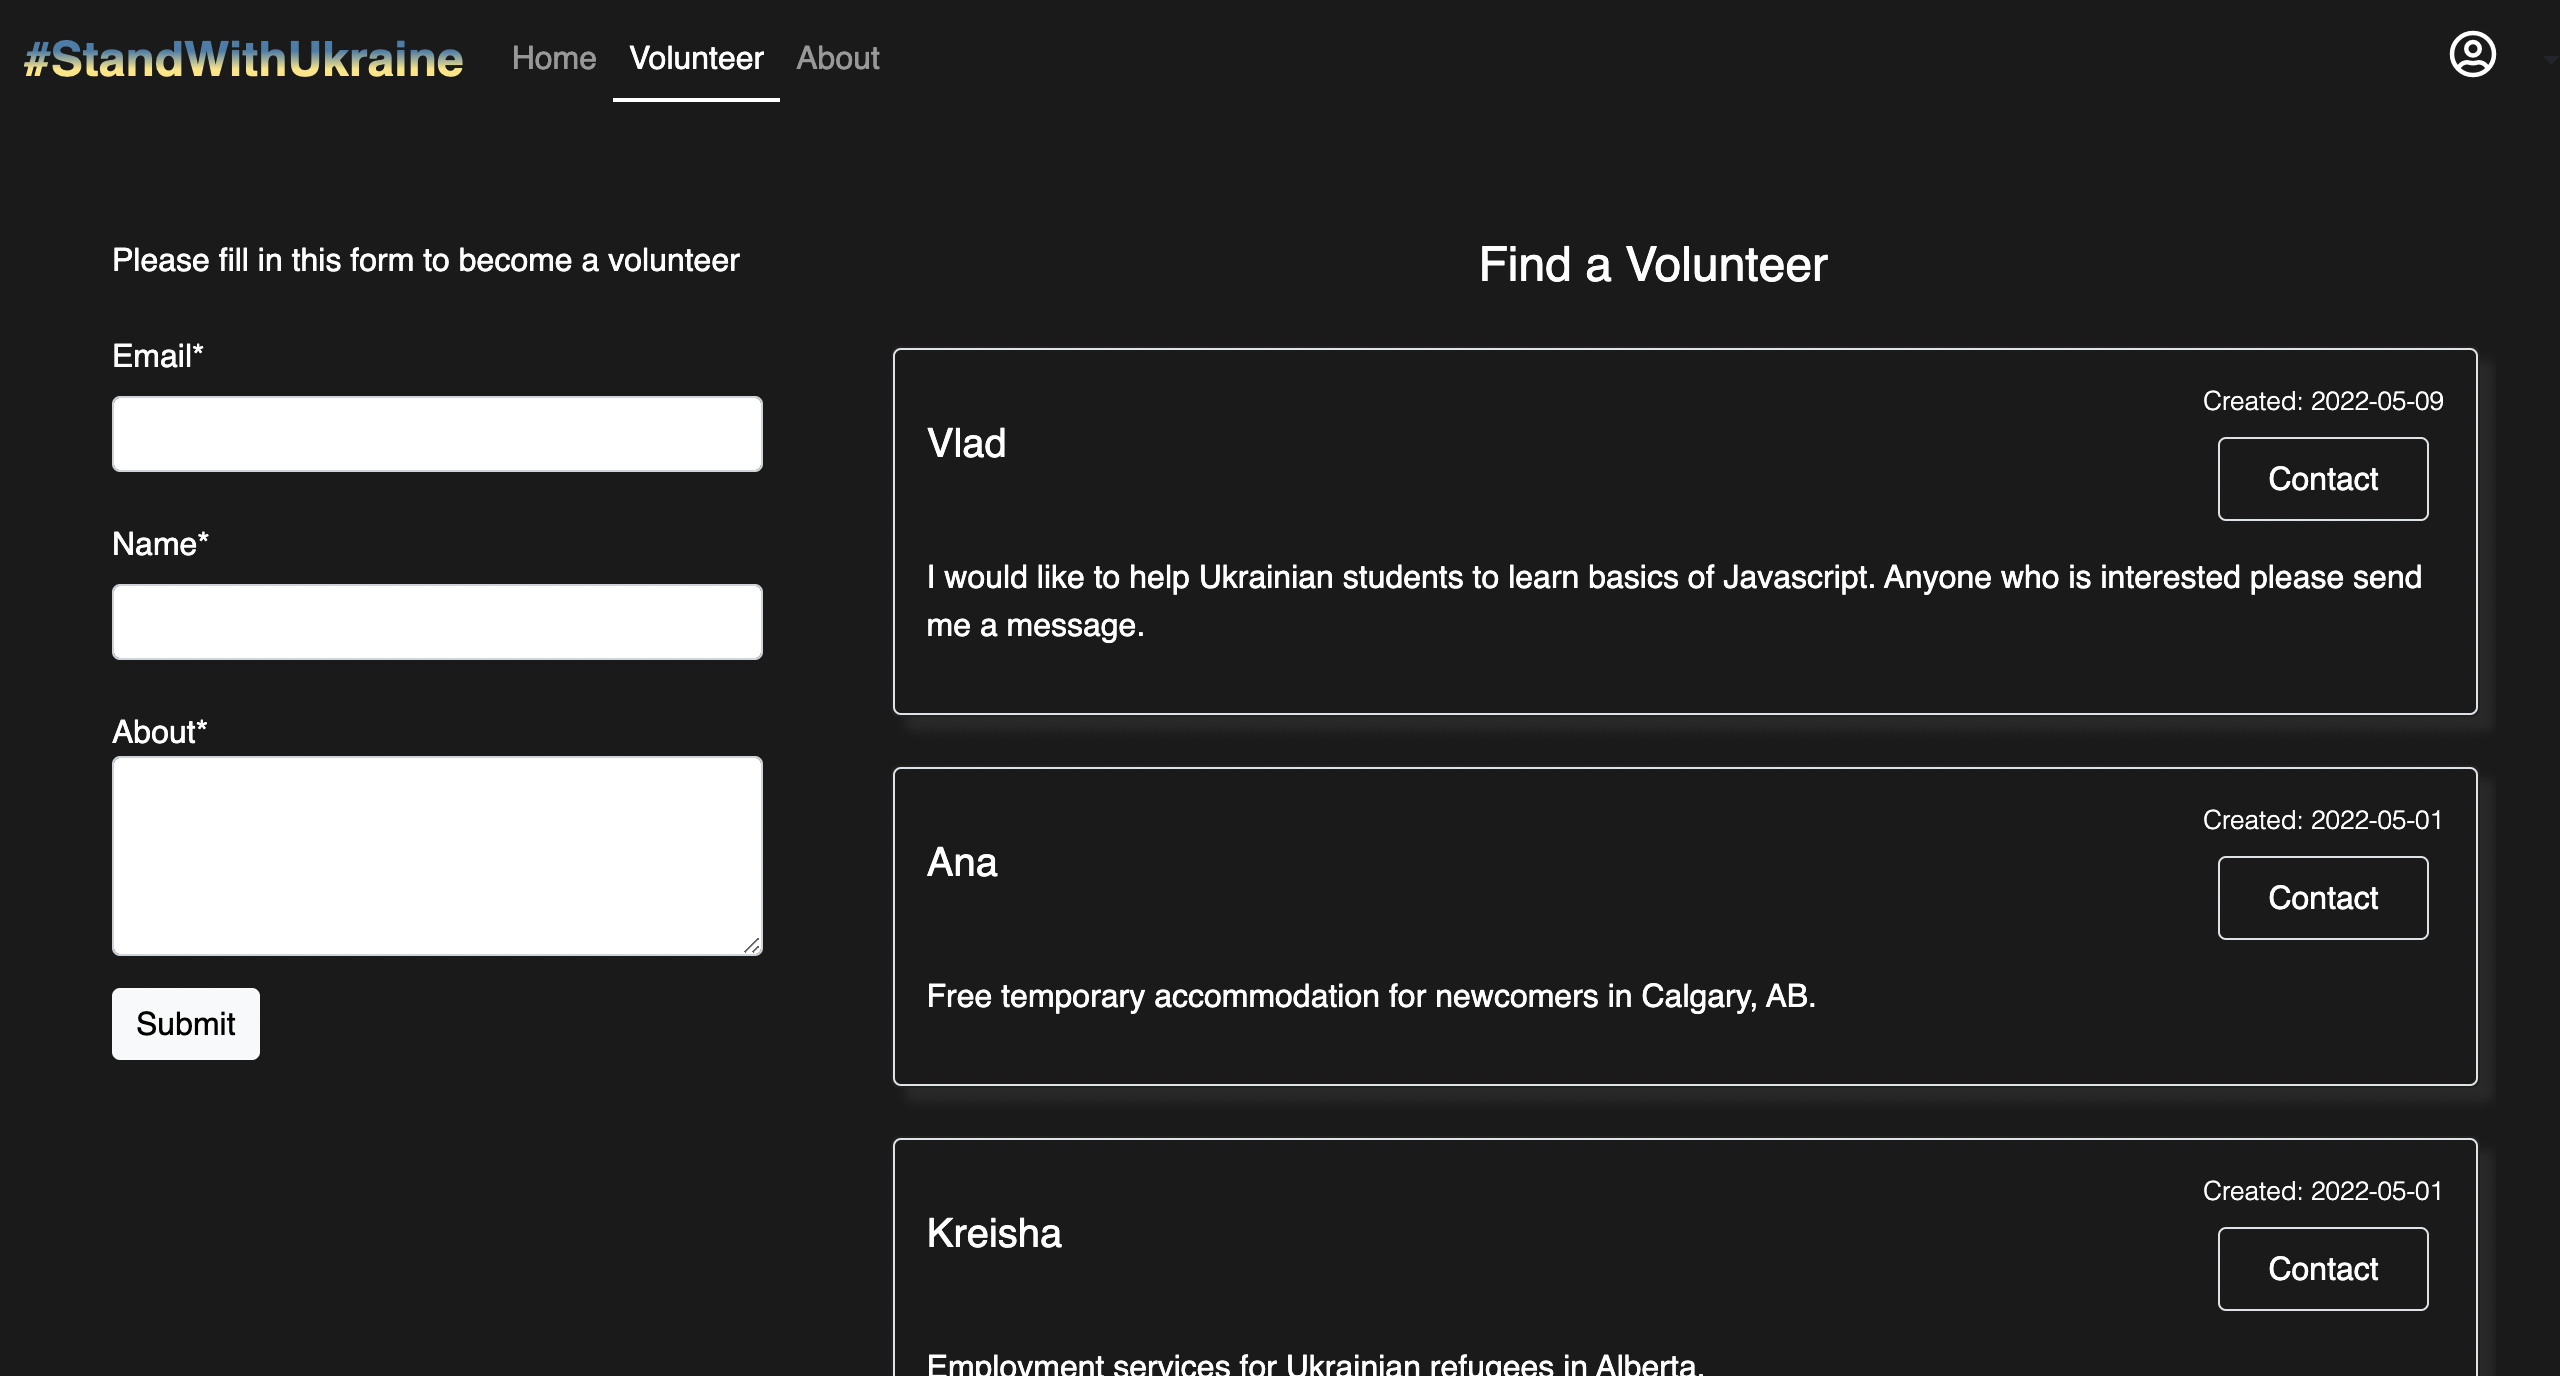 #StandWithUkraine Home Volunteer About
Please fill in this form to become a volunteer
Email*
Name*
About*
Submit
Find a Volunteer
Created: 2022-05-09
Vlad
Contact
I would like to help Ukrainian students to learn basics of Javascript. Anyone who is interested please send
me a message.
Created: 2022-05-01
Ana
Contact
Free temporary accommodation for newcomers in Calgary, AB.
Created: 2022-05-01
Kreisha
Contact
Employment services for Ukrainian refugees in Alberta.